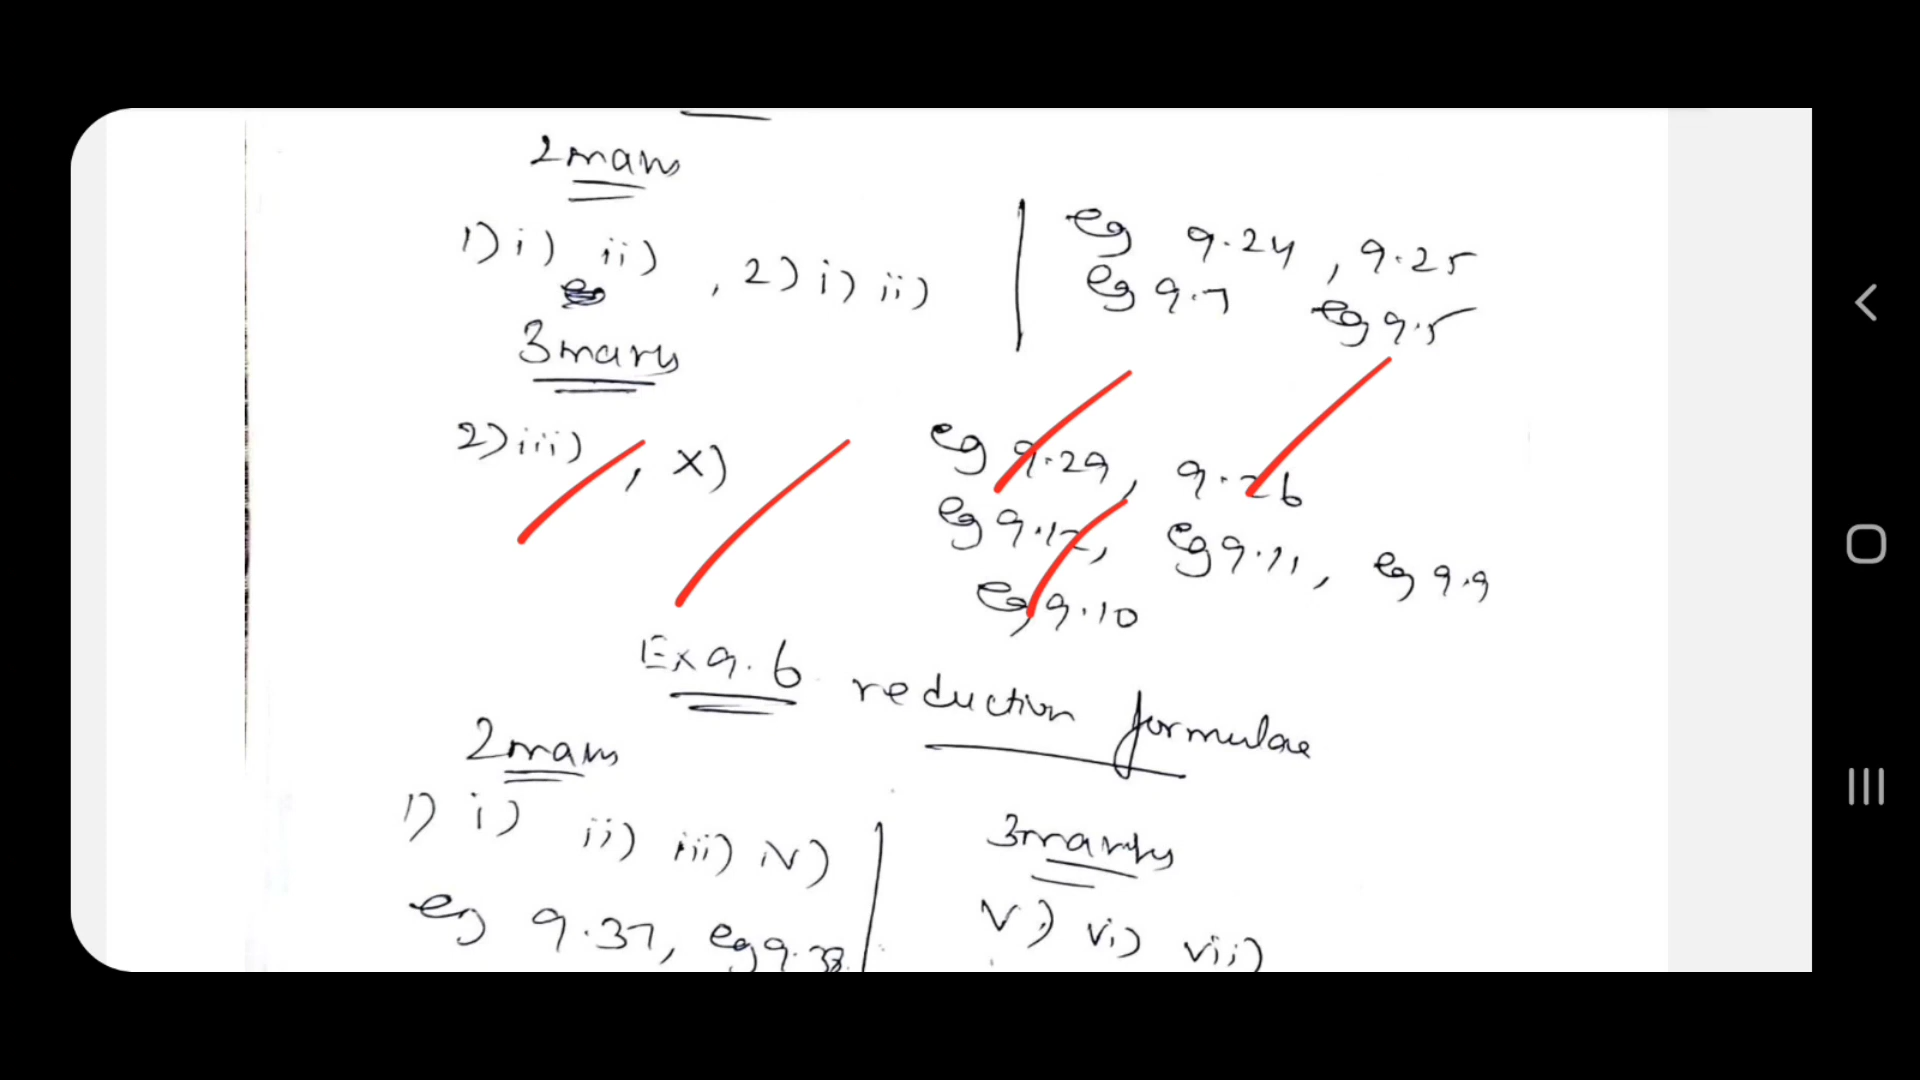 2 marks
1) i) ii) , 2) i) ii)
eg 9.24 , 9.25
eg 9.7 eg 9.5
3 marks
2) iii) , x)
eg 9.29 , 9.26
eg 9.12, eg 9.11, eg 9.9
eg 9.10
Ex 9.6 reduction formulae
2 marks
1) i) ii) iii) iv)
eg 9.37, eg 9.38
3 marks
v) vi) vii)